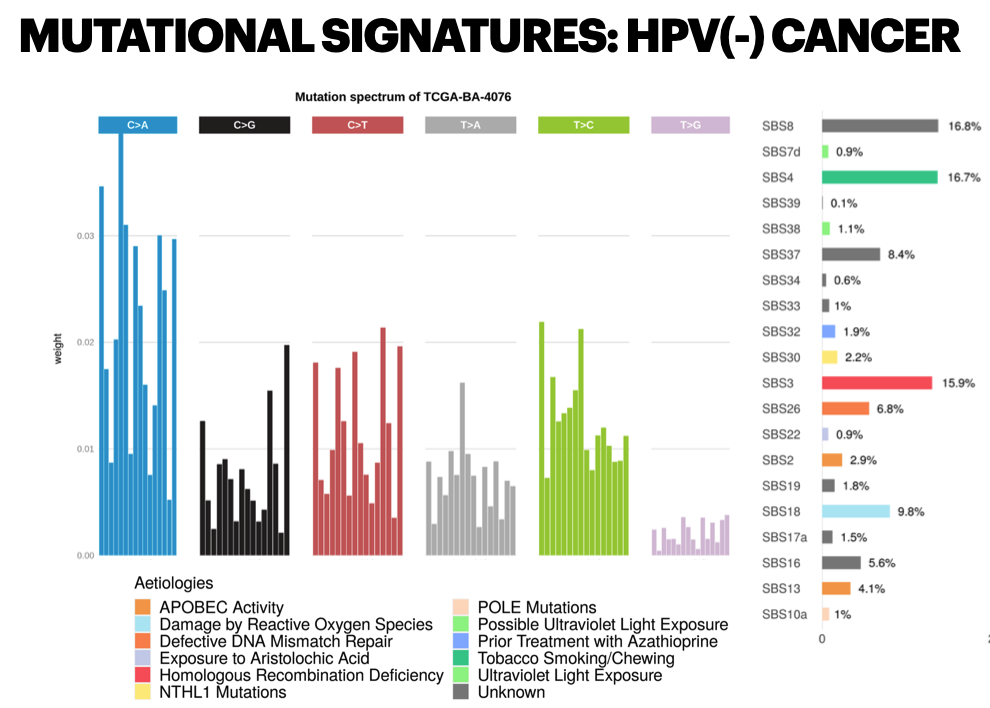 MUTATIONAL SIGNATURES: HPV(-) CANCER
Mutation spectrum of TCGA-BA-4076
C>A C>G C>T T>A T>C T>G
0.03
0.02
0.01
0.00
weight
SBS8 16.8%
SBS7d 0.9%
SBS4 16.7%
SBS39 0.1%
SBS38 1.1%
SBS37 8.4%
SBS34 0.6%
SBS33 1%
SBS32 1.9%
SBS30 2.2%
SBS3 15.9%
SBS26 6.8%
SBS22 0.9%
SBS2 2.9%
SBS19 1.8%
SBS18 9.8%
SBS17a 1.5%
SBS16 5.6%
SBS13 4.1%
SBS10a 1%
0
Aetiologies
APOBEC Activity
Damage by Reactive Oxygen Species
Defective DNA Mismatch Repair
Exposure to Aristolochic Acid
Homologous Recombination Deficiency
NTHL1 Mutations
POLE Mutations
Possible Ultraviolet Light Exposure
Prior Treatment with Azathioprine
Tobacco Smoking/Chewing
Ultraviolet Light Exposure
Unknown